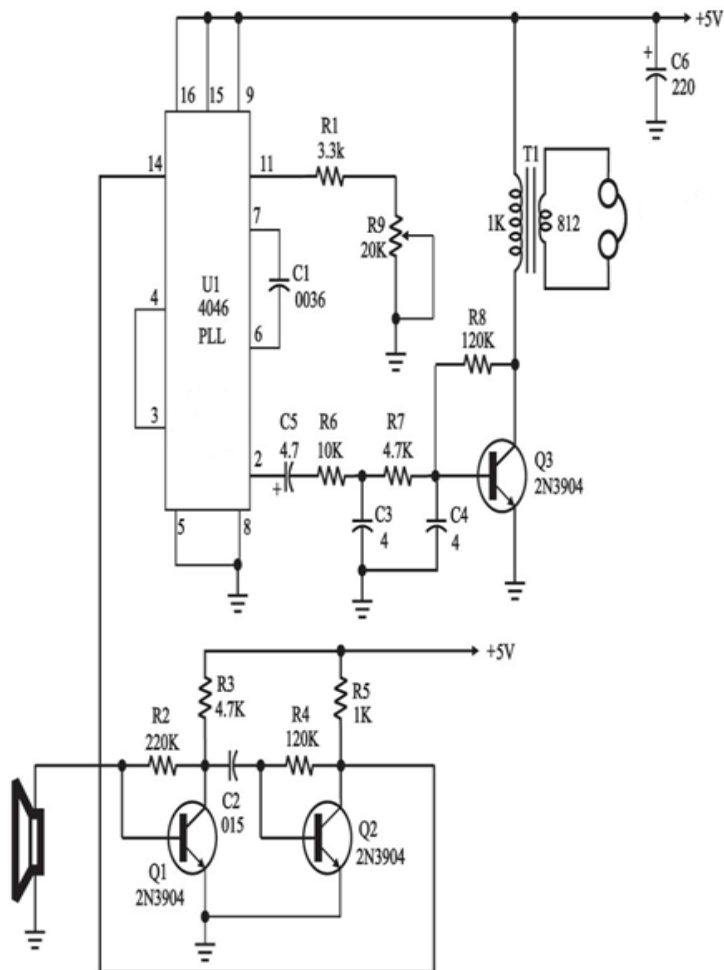 +5V
16 15 9
C6
220
+
R1
3.3k
T1
14
11
7
R9
20K
1K
812
C1
0036
U1
4046
PLL
4
6
R8
120K
3
C5
4.7
+
R6
10K
R7
4.7K
2
Q3
2N3904
C3
4
C4
4
5
8
+5V
R3
4.7K
R5
1K
R2
220K
R4
120K
C2
015
Q1
2N3904
Q2
2N3904